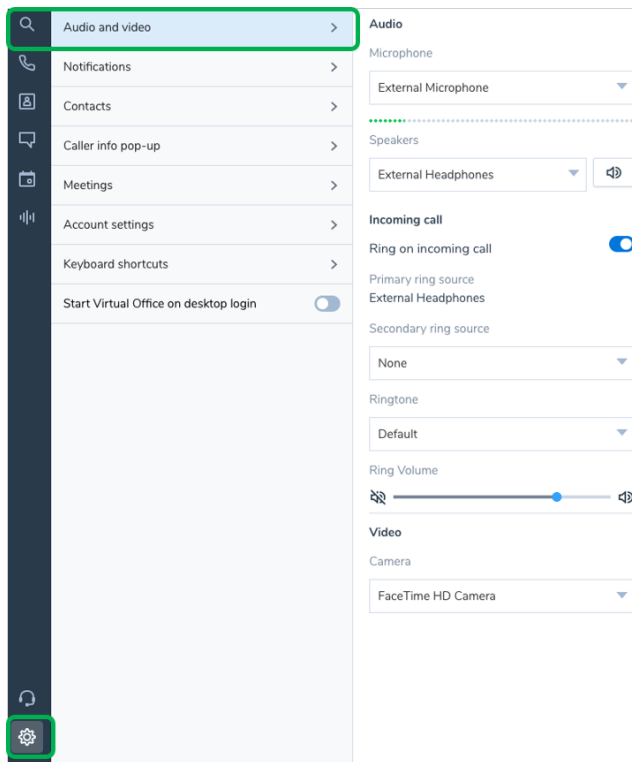 Audio and video
Notifications
Contacts
Caller info pop-up
Meetings
Account settings
Keyboard shortcuts
Start Virtual Office on desktop login
Audio
Microphone
External Microphone
Speakers
External Headphones
Incoming call
Ring on incoming call
Primary ring source
External Headphones
Secondary ring source
None
Ringtone
Default
Ring Volume
Video
Camera
FaceTime HD Camera